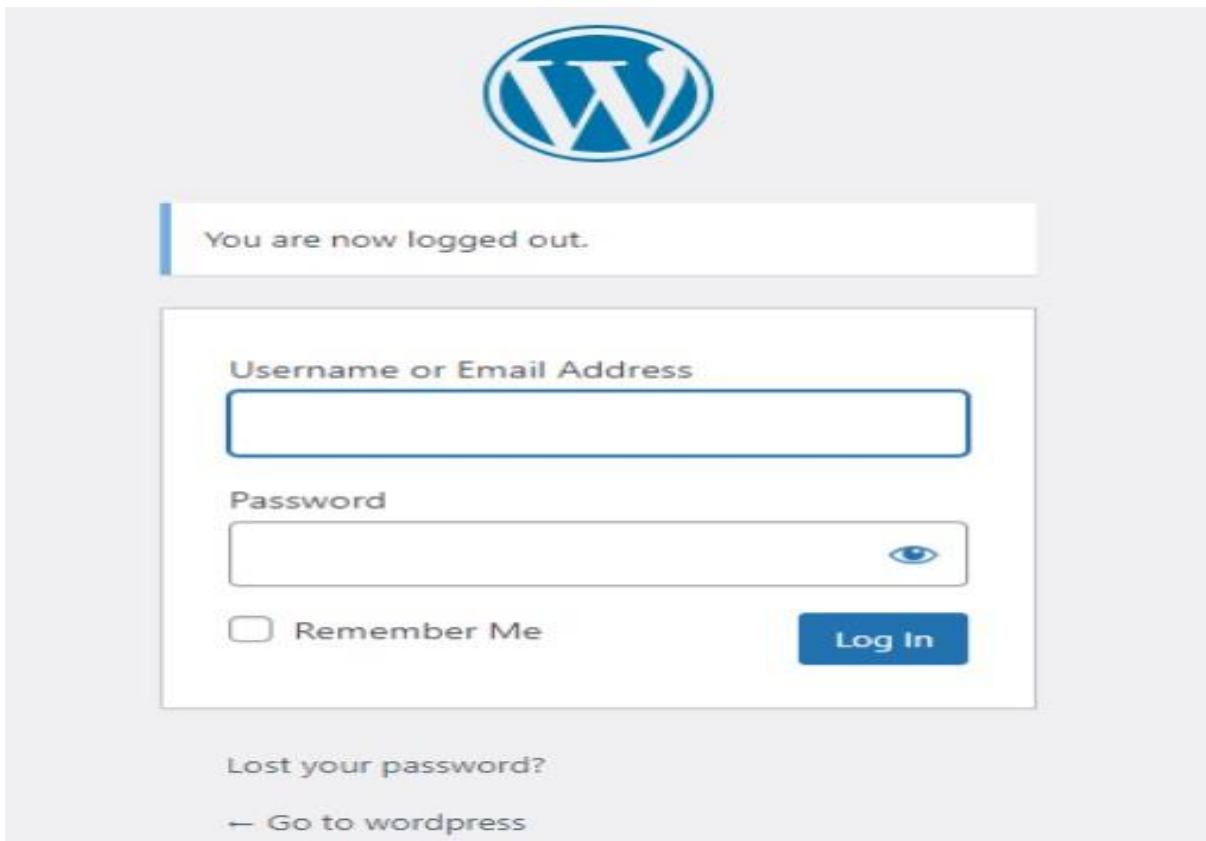 You are now logged out.
Username or Email Address
Password
Remember Me
Log In
Lost your password?
← Go to wordpress